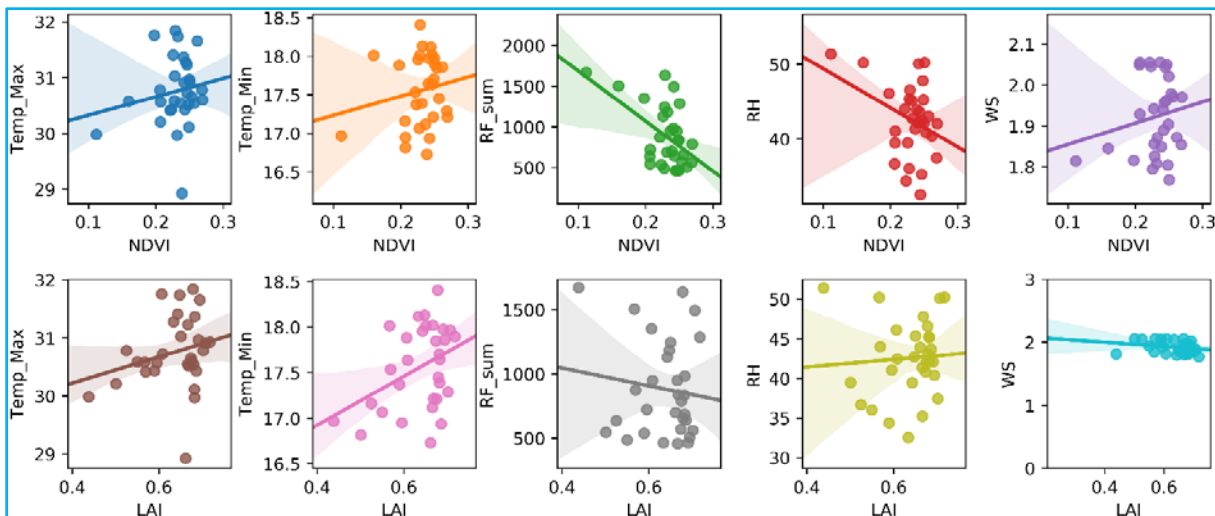 Temp_Max
32
31
30
29
0.1 0.2 0.3
NDVI
Temp_Min
18.5
18.0
17.5
17.0
16.0
0.1 0.2 0.3
NDVI
RF_sum
2000
1500
1000
500
0.1 0.2 0.3
NDVI
RH
50
40
0.1 0.2 0.3
NDVI
WS
2.1
2.0
1.9
1.8
0.1 0.2 0.3
NDVI
Temp_Max
32
31
30
29
0.4 0.6
LAI
Temp_Min
18.5
18.0
17.5
17.0
16.5
0.4 0.6
LAI
RF_sum
1500
1000
500
0.4 0.6
LAI
RH
50
45
40
35
30
0.4 0.6
LAI
WS
3
2
1
0
0.4 0.6
LAI